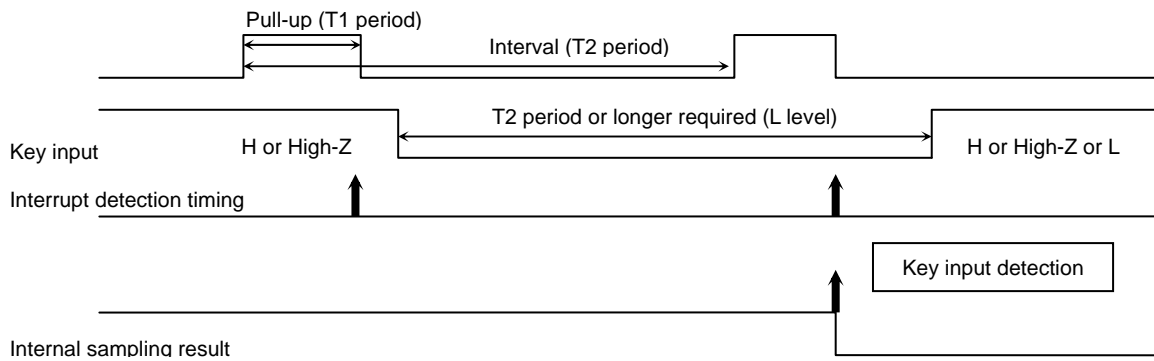 Pull-up (T1 period)
Interval (T2 period)
T2 period or longer required (L level)
Key input
H or High-Z
H or High-Z or L
Interrupt detection timing
Key input detection
Internal sampling result